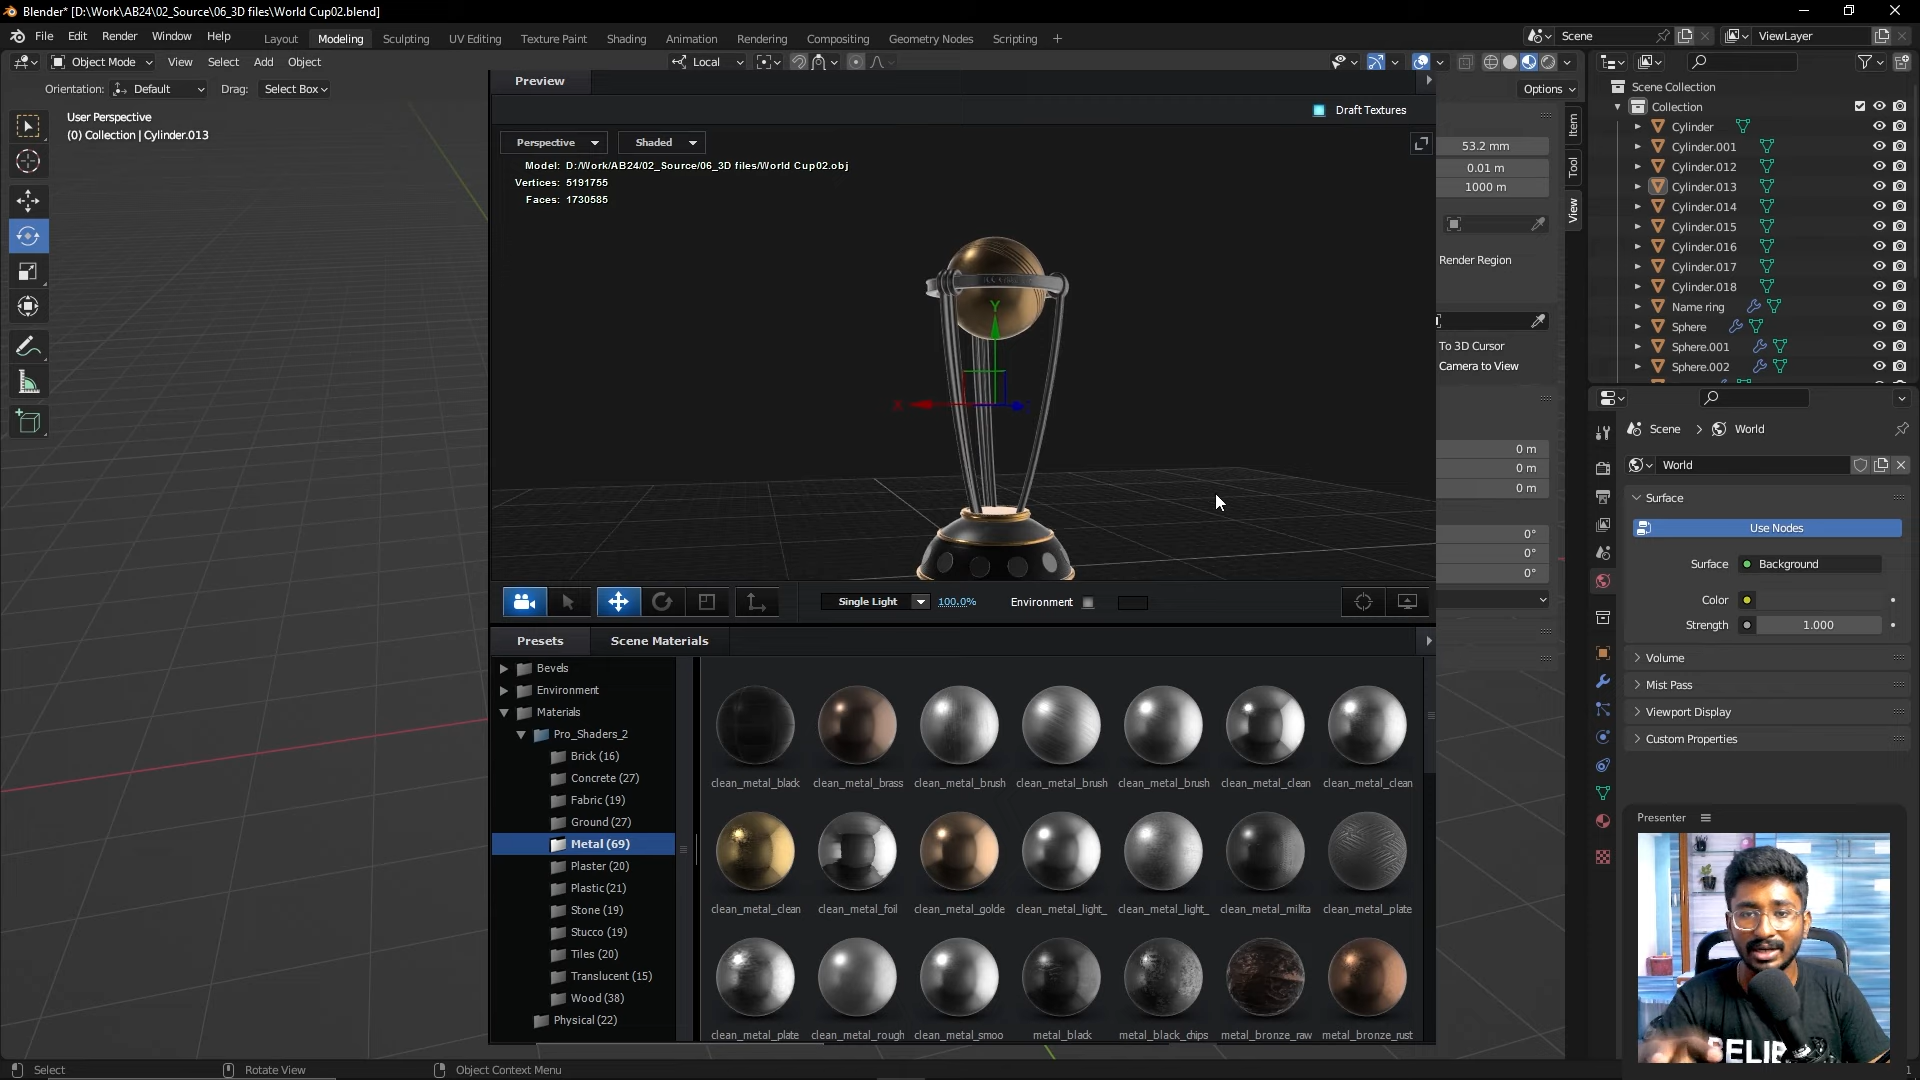 Blender* [D:\Work\AB24\02_Source\06_3D files\World Cup02.blend]
File Edit Render Window Help
Layout Modeling Sculpting UV Editing Texture Paint Shading Animation Rendering Compositing Geometry Nodes Scripting +
Scene
ViewLayer
Object Mode View Select Add Object
Local
Orientation: Default Drag: Select Box
Options
User Perspective
(0) Collection | Cylinder.013
Preview
Draft Textures
Perspective
Shaded
Model: D:/Work/AB24/02_Source/06_3D files/World Cup02.obj
Vertices: 5191755
Faces: 1730585
Y
X
53.2 mm
0.01 m
1000 m
Render Region
To 3D Cursor
Camera to View
0 m
0 m
0 m
0°
0°
0°
Item
Tool
View
Single Light 100.0% Environment
Presets
Scene Materials
Bevels
Environment
Materials
Pro_Shaders_2
Brick (16)
Concrete (27)
Fabric (19)
Ground (27)
Metal (69)
Plaster (20)
Plastic (21)
Stone (19)
Stucco (19)
Tiles (20)
Translucent (15)
Wood (38)
Physical (22)
clean_metal_black clean_metal_brass clean_metal_brush clean_metal_brush clean_metal_brush clean_metal_clean clean_metal_clean
clean_metal_clean clean_metal_foil clean_metal_golde clean_metal_light_ clean_metal_light_ clean_metal_milita clean_metal_plate
clean_metal_plate clean_metal_rough clean_metal_smoo metal_black metal_black_chips metal_bronze_raw metal_bronze_rust
Scene Collection
Collection
Cylinder
Cylinder.001
Cylinder.012
Cylinder.013
Cylinder.014
Cylinder.015
Cylinder.016
Cylinder.017
Cylinder.018
Name ring
Sphere
Sphere.001
Sphere.002
Scene > World
World
Surface
Use Nodes
Surface Background
Color
Strength 1.000
Volume
Mist Pass
Viewport Display
Custom Properties
Presenter
BELIE
Select
Rotate View
Object Context Menu